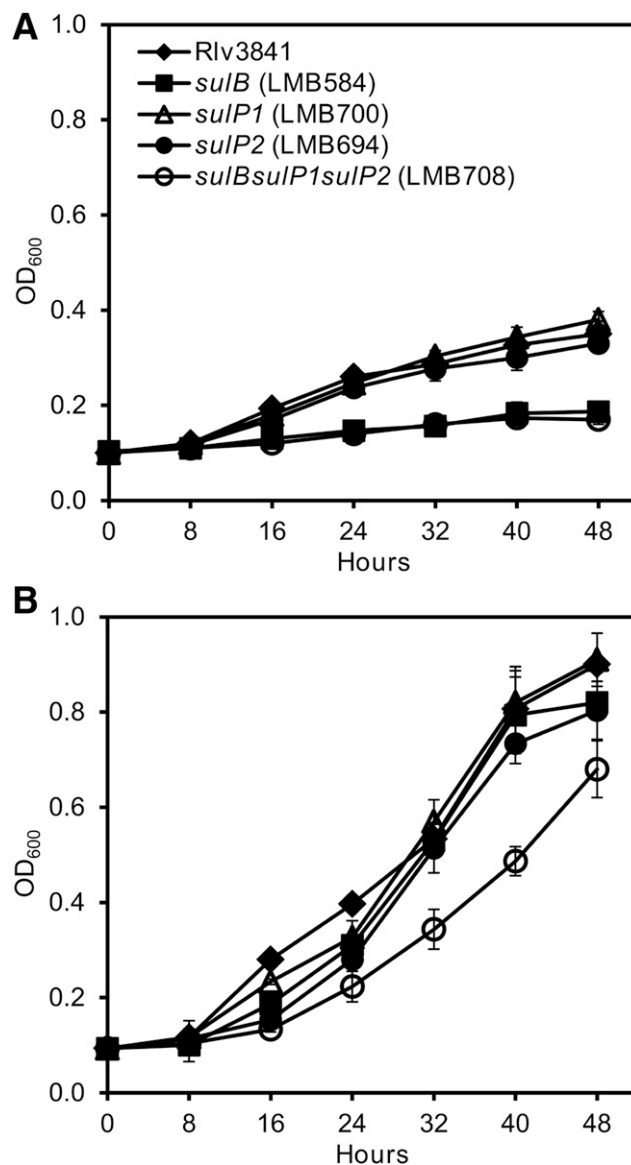 A
1.0
0.8
0.6
0.4
0.2
0.0
OD600
Rlv3841
sulB (LMB584)
sulP1 (LMB700)
sulP2 (LMB694)
sulBsulP1sulP2 (LMB708)
0 8 16 24 32 40 48
Hours
B
1.0
0.8
0.6
0.4
0.2
0.0
OD600
0 8 16 24 32 40 48
Hours